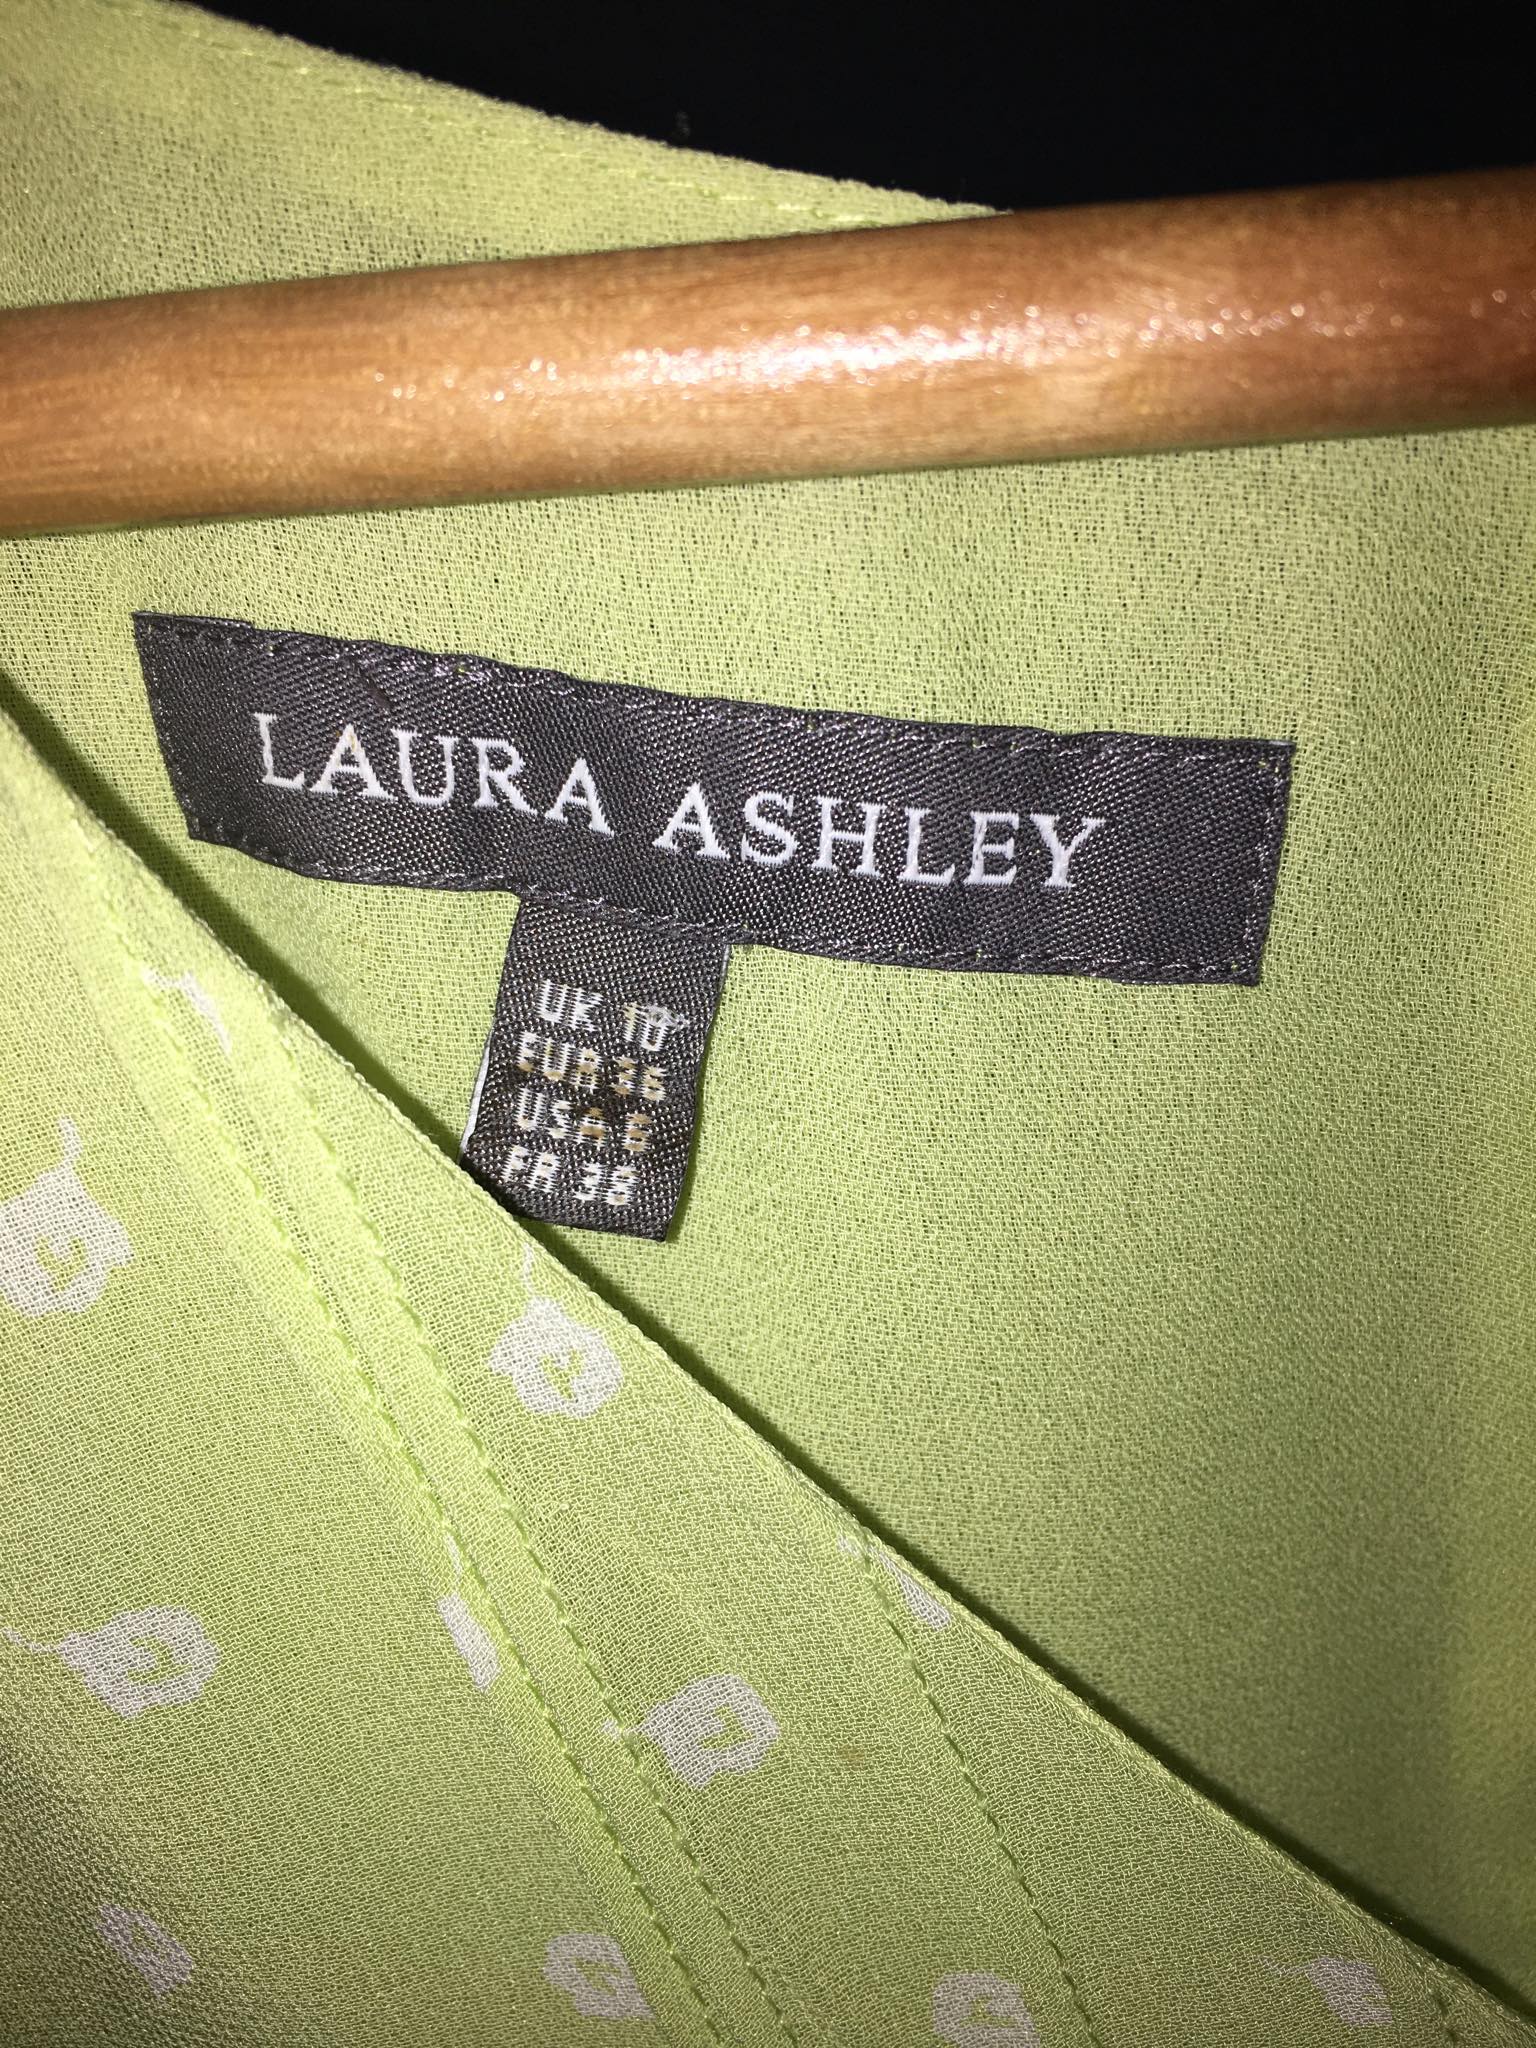 LAURA ASHLEY
UK 10
EUR 36
USA 6
FR 38